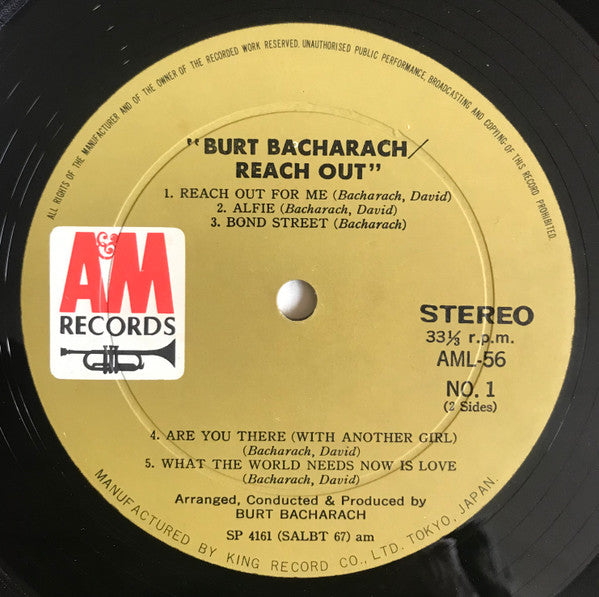 ALL RIGHTS OF THE MANUFACTURER AND OF THE OWNER OF THE RECORDED WORK RESERVED. UNAUTHORISED PUBLIC PERFORMANCE, BROADCASTING AND COPYING OF THIS RECORD PROHIBITED.
"BURT BACHARACH/
REACH OUT"
1. REACH OUT FOR ME (Bacharach, David)
2. ALFIE (Bacharach, David)
3. BOND STREET (Bacharach)
A&M
RECORDS
STEREO
33⅓ r.p.m.
AML-56
NO. 1
(2 Sides)
4. ARE YOU THERE (WITH ANOTHER GIRL)
(Bacharach, David)
5. WHAT THE WORLD NEEDS NOW IS LOVE
(Bacharach, David)
Arranged, Conducted & Produced by
BURT BACHARACH
SP 4161 (SALBT 67) am
MANUFACTURED BY KING RECORD CO., LTD. TOKYO, JAPAN.